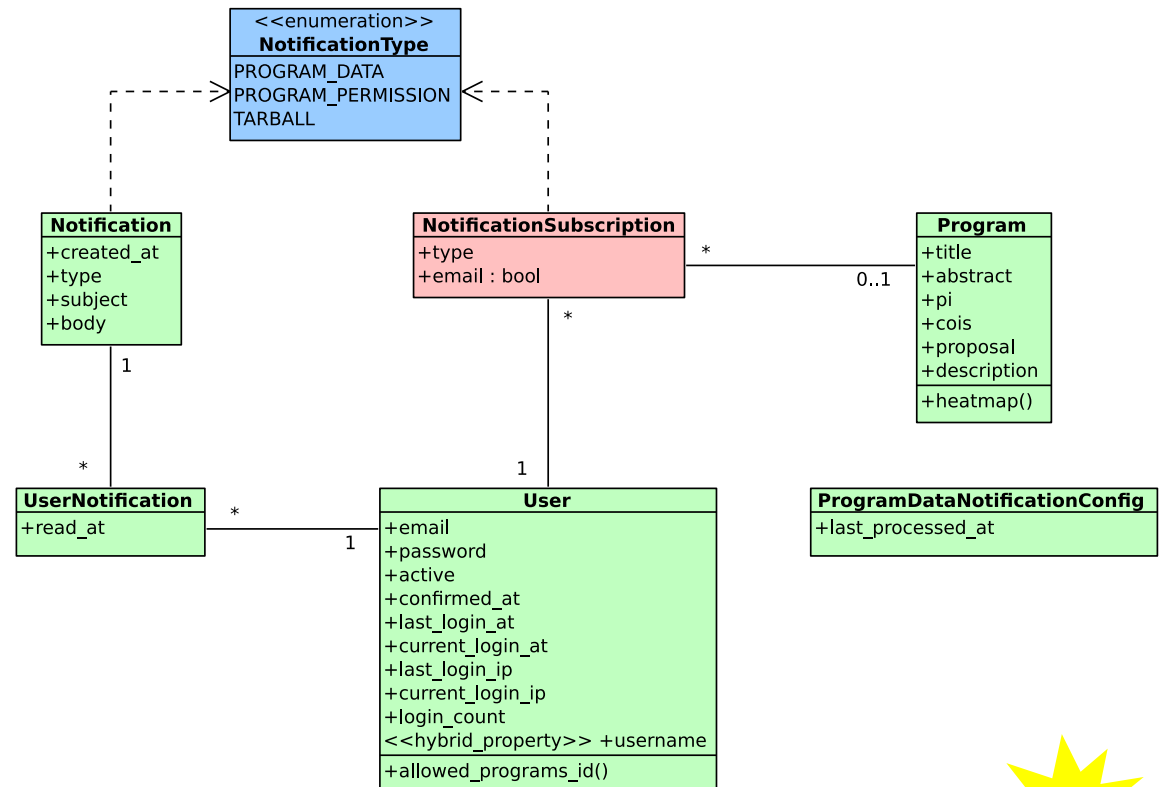 <<enumeration>>
NotificationType
PROGRAM_DATA
PROGRAM_PERMISSION
TARBALL
Notification
+created_at
+type
+subject
+body
NotificationSubscription
+type
+email : bool
*
0..1
Program
+title
+abstract
+pi
+cois
+proposal
+description
+heatmap()
1
*
*
1
UserNotification
+read_at
*
1
User
+email
+password
+active
+confirmed_at
+last_login_at
+current_login_at
+last_login_ip
+current_login_ip
+login_count
<<hybrid_property>> +username
+allowed_programs_id()
ProgramDataNotificationConfig
+last_processed_at